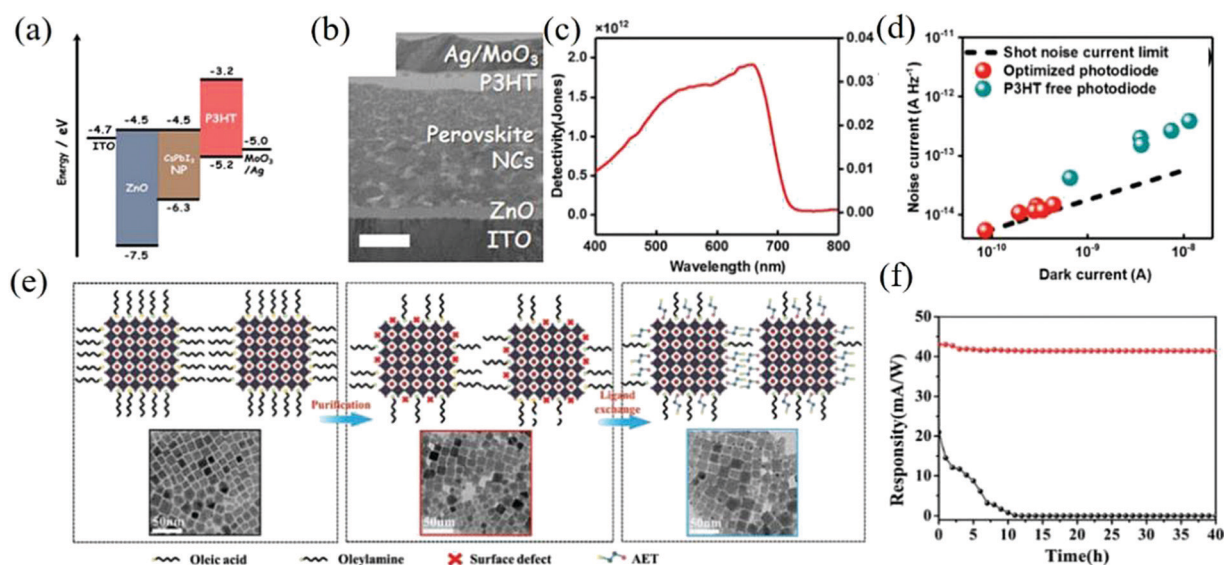 (a)
Energy / eV
-4.7
ITO
-4.5
ZnO
-7.5
-4.5
CsPbI3
NP
-6.3
-3.2
P3HT
-5.2
-5.0
MoO3
/Ag
(b)
Ag/MoO3
P3HT
Perovskite
NCs
ZnO
ITO
(c)
×10^12
Detectivity(Jones)
2.0
1.5
1.0
0.5
0.0
0.04
0.03
0.02
0.01
0.00
400 500 600 700 800
Wavelength (nm)
(d)
Noise current (A Hz-1)
10-11
10-12
10-13
10-14
Shot noise current limit
Optimized photodiode
P3HT free photodiode
10-10 10-9 10-8
Dark current (A)
(e)
Purification
Ligand
exchange
50nm
50nm
50nm
Oleic acid Oleylamine Surface defect AET
(f)
Responsity(mA/W)
50
40
30
20
10
0
0 5 10 15 20 25 30 35 40
Time(h)